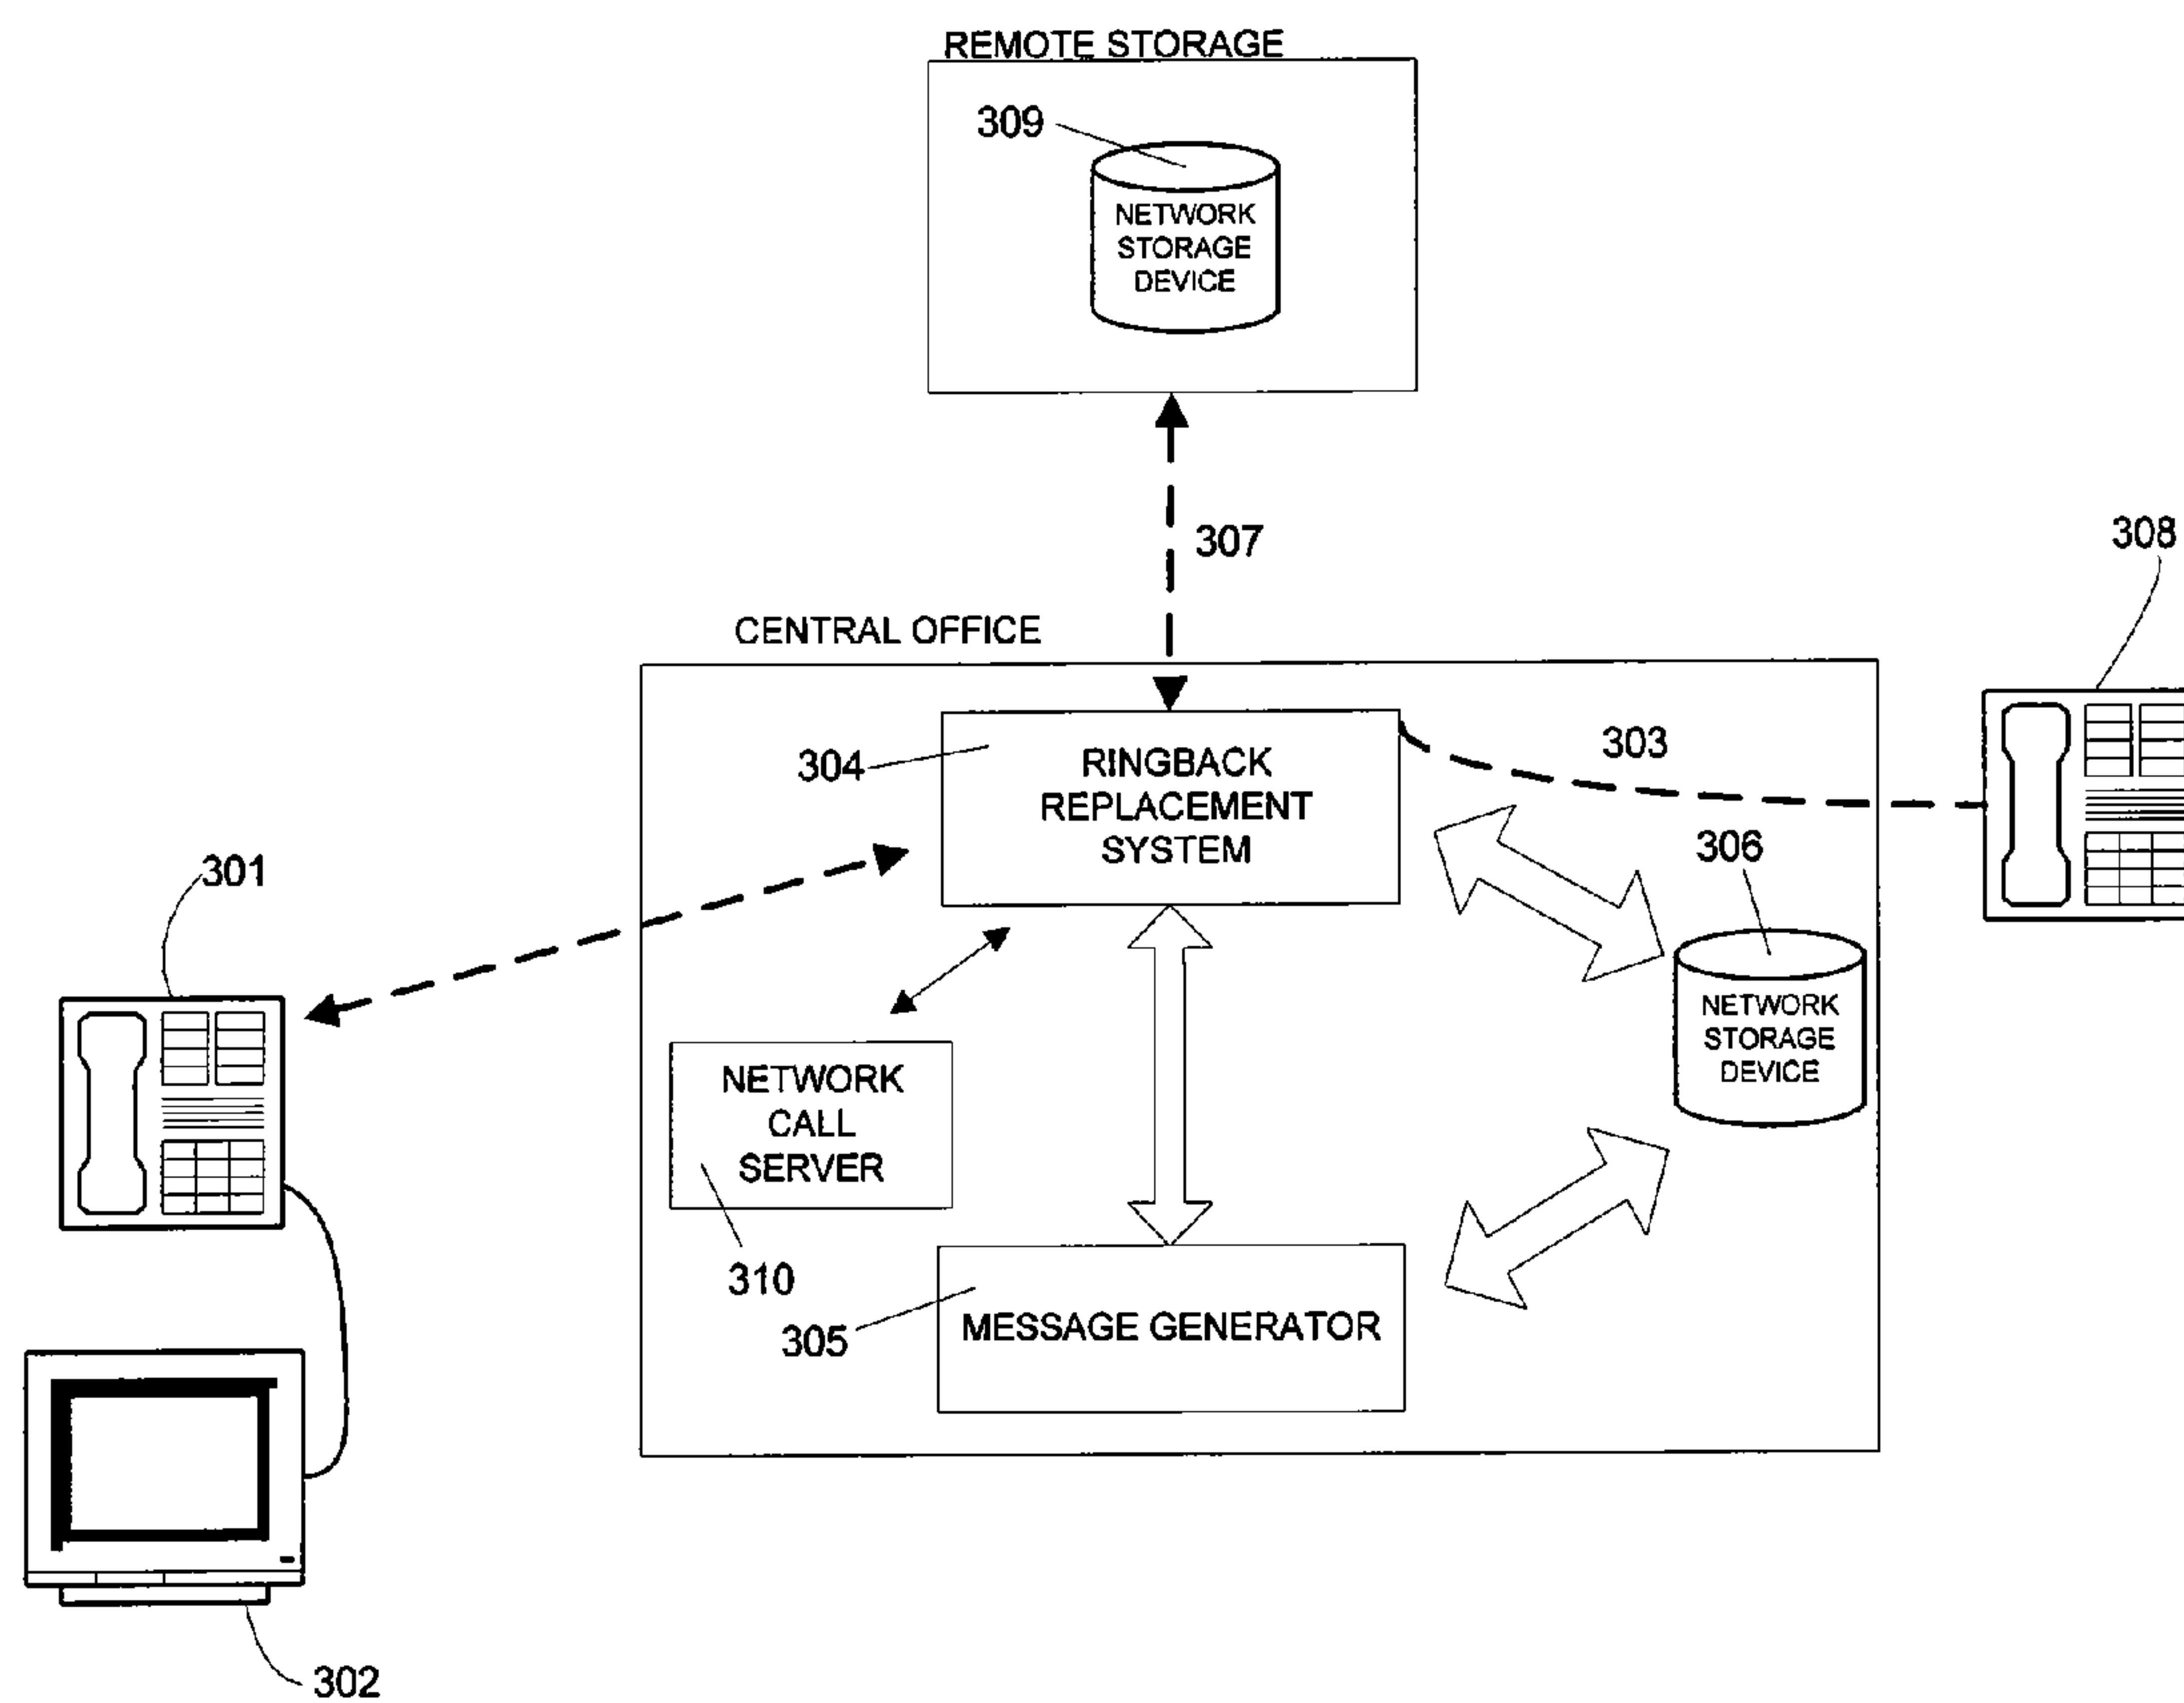 REMOTE STORAGE
309
NETWORK
STORAGE
DEVICE
307
308
CENTRAL OFFICE
304
RINGBACK
REPLACEMENT
SYSTEM
303
306
301
NETWORK
STORAGE
DEVICE
NETWORK
CALL
SERVER
310
305
MESSAGE GENERATOR
302